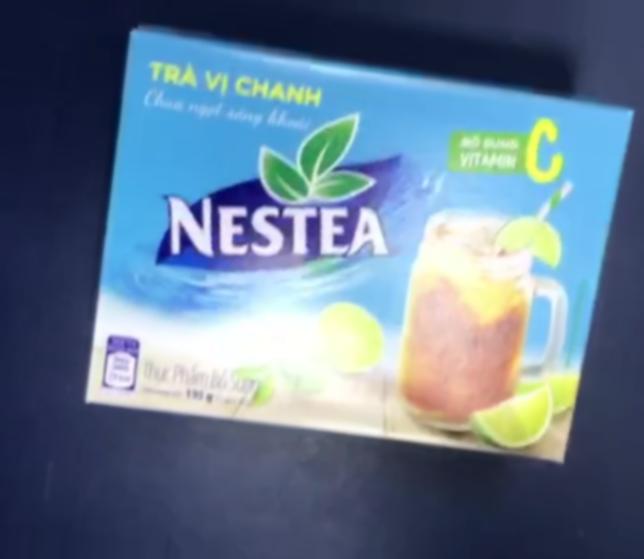 TRÀ VỊ CHANH
Chua ngọt sảng khoái
BỔ SUNG
VITAMIN C
NESTEA
Thực Phẩm Bổ Sung